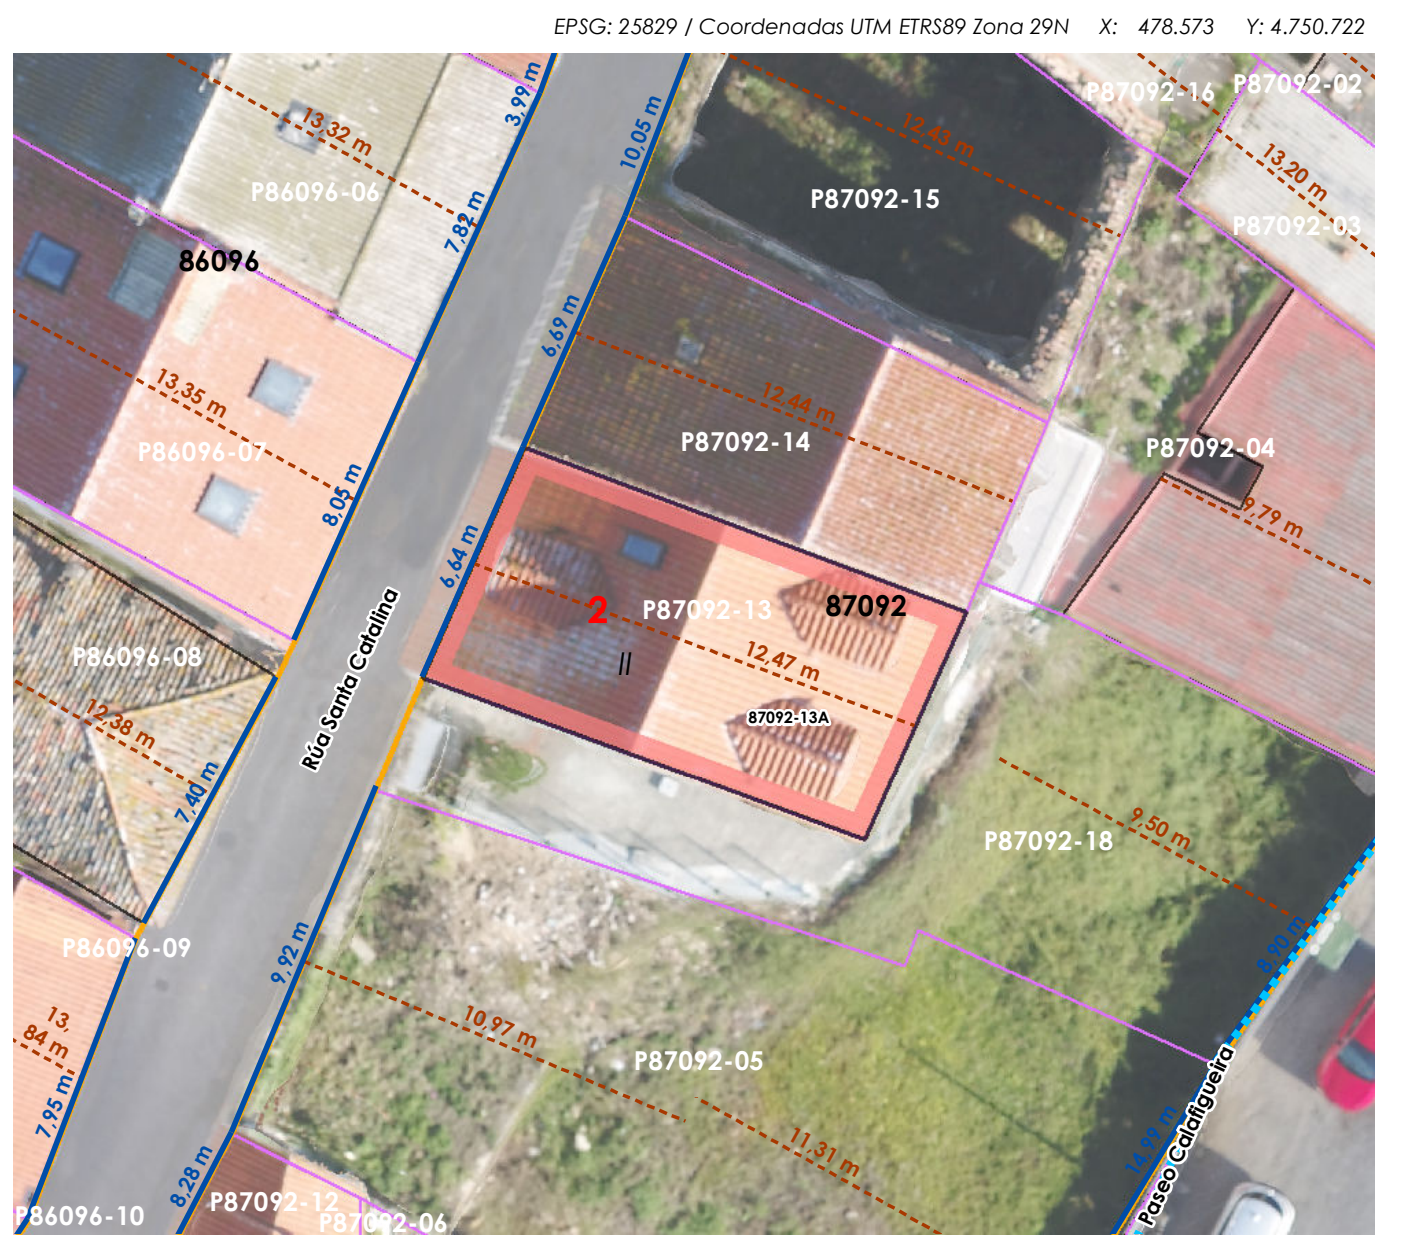 EPSG: 25829 / Coordenadas UTM ETRS89 Zona 29N X: 478.573 Y: 4.750.722
3,99 m
13,32 m
10,05 m
12,43 m
P87092-16
P87092-02
13,20 m
P86096-06
P87092-15
7,82 m
P87092-03
86096
6,69 m
13,35 m
12,44 m
P86096-07
P87092-14
P87092-04
8,05 m
9,79 m
6,64 m
2
P87092-13
87092
Rúa Santa Catalina
P86096-08
12,47 m
II
87092-13A
12,38 m
7,40 m
9,50 m
P87092-18
P86096-09
9,92 m
8,90 m
13,
84 m
10,97 m
P87092-05
7,95 m
11,31 m
14,99 m
Paseo Calafigueira
8,28 m
P87092-12
P86096-10
P87092-06